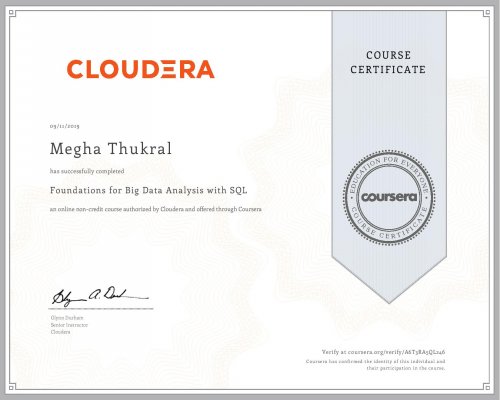 COURSE
CERTIFICATE
CLOUDERA
EDUCATION FOR EVERYONE
coursera
COURSE CERTIFICATE
09/11/2019
Megha Thukral
has successfully completed
Foundations for Big Data Analysis with SQL
an online non-credit course authorized by Cloudera and offered through Coursera
Glynn Durham
Senior Instructor
Cloudera
Verify at coursera.org/verify/A6T3RA5QL246
Coursera has confirmed the identity of this individual and
their participation in the course.